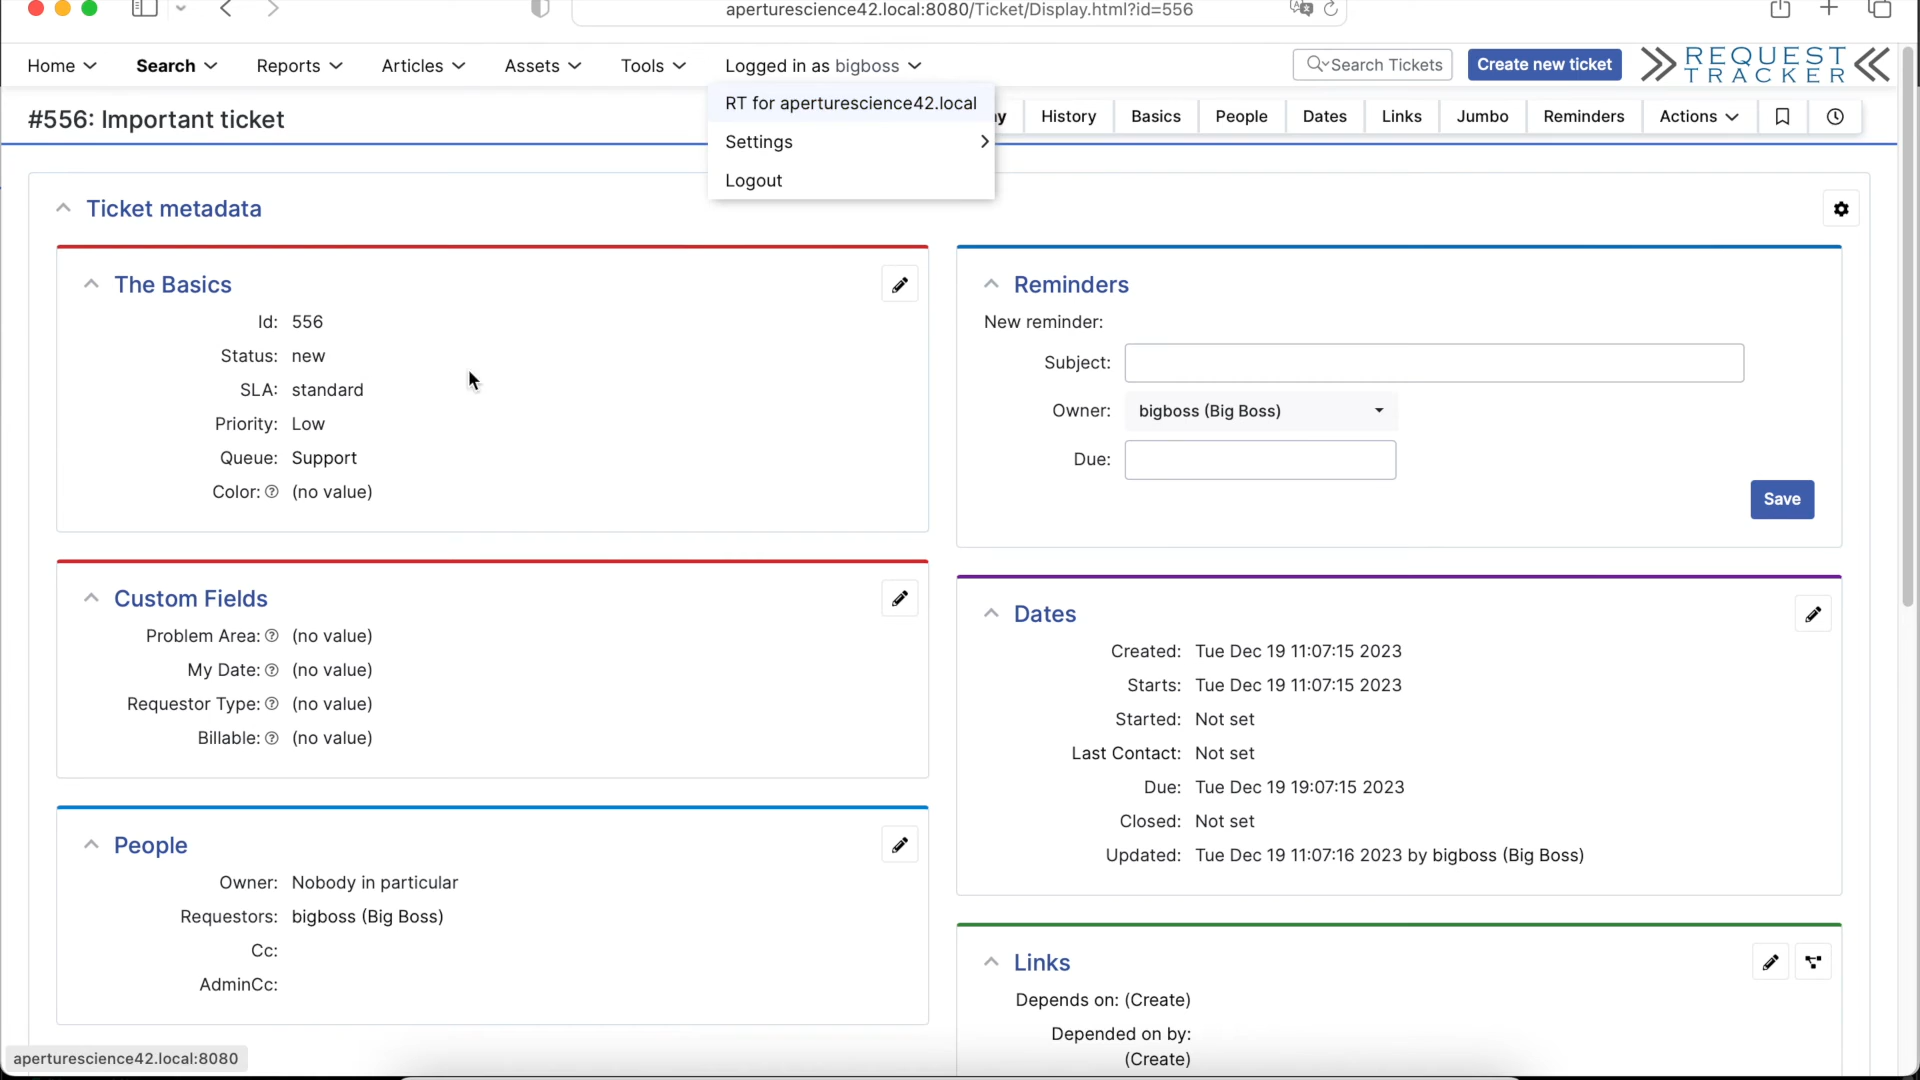 aperturescience42.local:8080/Ticket/Display.html?id=556
Home Search Reports Articles Assets Tools Logged in as bigboss Search Tickets Create new ticket REQUEST TRACKER
#556: Important ticket
RT for aperturescience42.local
Settings
Logout
y History Basics People Dates Links Jumbo Reminders Actions
Ticket metadata
The Basics
Id: 556
Status: new
SLA: standard
Priority: Low
Queue: Support
Color: (no value)
Custom Fields
Problem Area: (no value)
My Date: (no value)
Requestor Type: (no value)
Billable: (no value)
People
Owner: Nobody in particular
Requestors: bigboss (Big Boss)
Cc:
AdminCc:
Reminders
New reminder:
Subject:
Owner: bigboss (Big Boss)
Due:
Save
Dates
Created: Tue Dec 19 11:07:15 2023
Starts: Tue Dec 19 11:07:15 2023
Started: Not set
Last Contact: Not set
Due: Tue Dec 19 19:07:15 2023
Closed: Not set
Updated: Tue Dec 19 11:07:16 2023 by bigboss (Big Boss)
Links
Depends on: (Create)
Depended on by:
(Create)
aperturescience42.local:8080